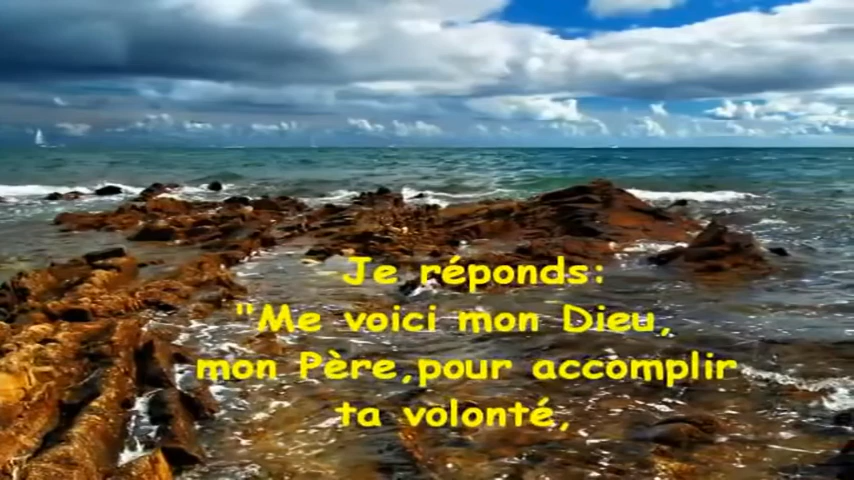 Je réponds:
"Me voici mon Dieu,
mon Père,pour accomplir
ta volonté,